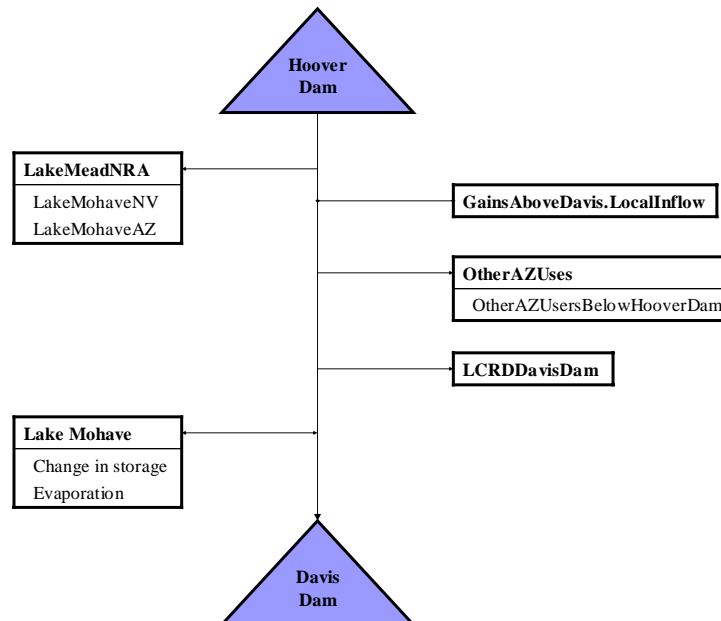 Hoover
Dam
LakeMeadNRA
LakeMohaveNV
LakeMohaveAZ
GainsAboveDavis.LocalInflow
OtherAZUses
OtherAZUsersBelowHooverDam
LCRDDavisDam
Lake Mohave
Change in storage
Evaporation
Davis
Dam